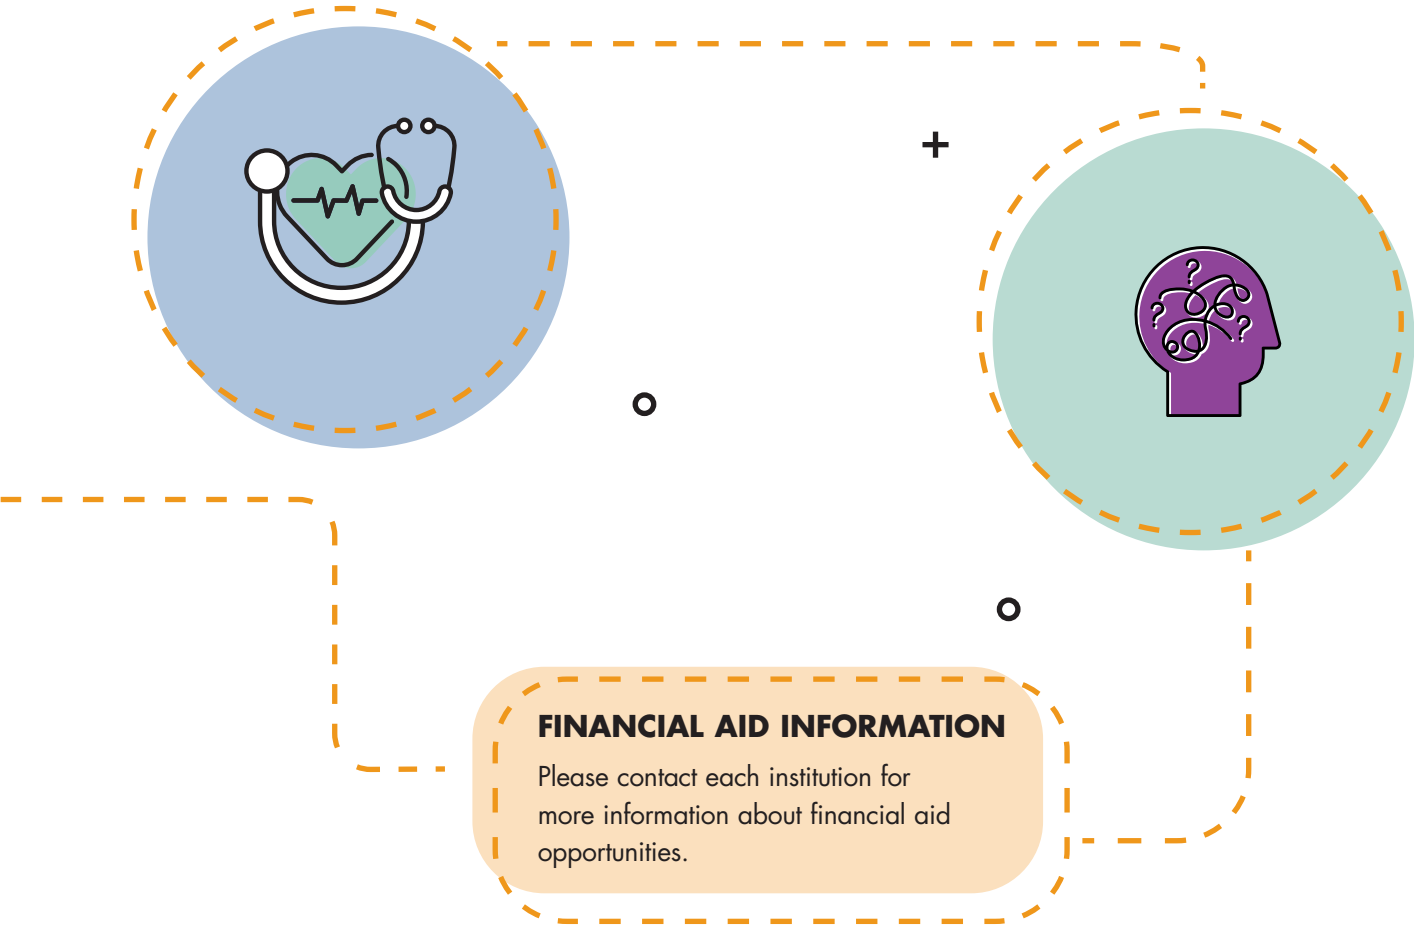 FINANCIAL AID INFORMATION
Please contact each institution for
more information about financial aid
opportunities.